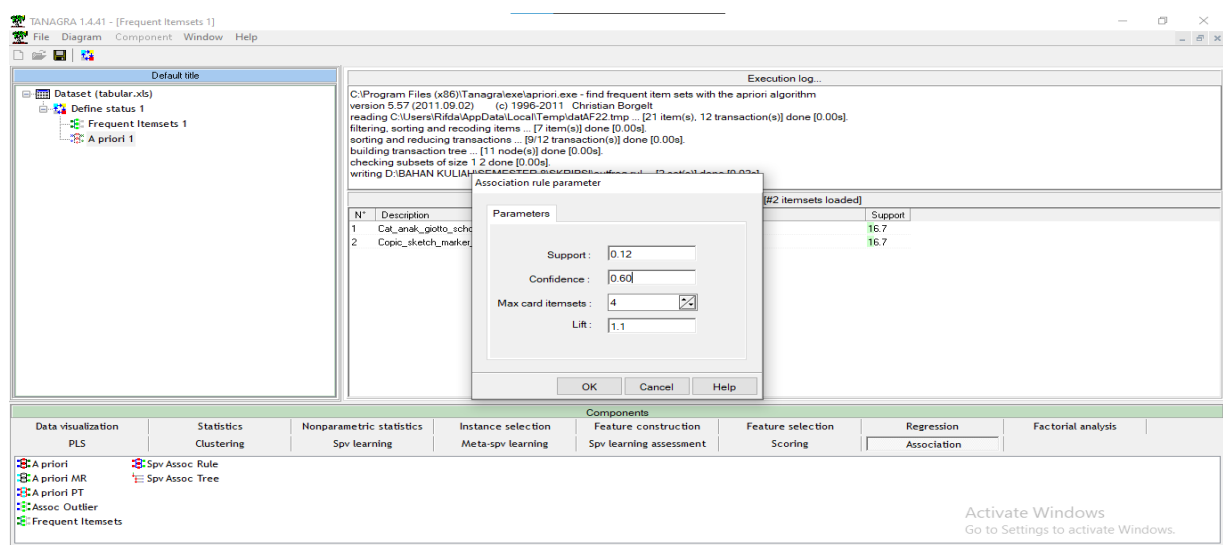 TANAGRA 1.4.41 - [Frequent Itemsets 1]
File Diagram Component Window Help
Default title
Dataset (tabular.xls)
Define status 1
Frequent Itemsets 1
A priori 1
Execution log...
C:\Program Files (x86)\Tanagra\exe\apriori.exe - find frequent item sets with the apriori algorithm
version 5.57 (2011.09.02) (c) 1996-2011 Christian Borgelt
reading C:\Users\Rifda\AppData\Local\Temp\datAF22.tmp ... [21 item(s), 12 transaction(s)] done [0.00s].
filtering, sorting and recoding items ... [7 item(s)] done [0.00s].
sorting and reducing transactions ... [9/12 transaction(s)] done [0.00s].
building transaction tree ... [11 node(s)] done [0.00s].
checking subsets of size 1 2 done [0.00s].
writing D:\BAHAN KULIAH
[#2 itemsets loaded]
N° Description Support
1 Cat_anak_giotto_scho 16.7
2 Copic_sketch_marker_ 16.7
Association rule parameter
Parameters
Support : 0.12
Confidence : 0.60
Max card itemsets : 4
Lift : 1.1
OK Cancel Help
Components
Data visualization Statistics Nonparametric statistics Instance selection Feature construction Feature selection Regression Factorial analysis
PLS Clustering Spv learning Meta-spv learning Spv learning assessment Scoring Association
A priori Spv Assoc Rule
A priori MR Spv Assoc Tree
A priori PT
Assoc Outlier
Frequent Itemsets
Activate Windows
Go to Settings to activate Windows.